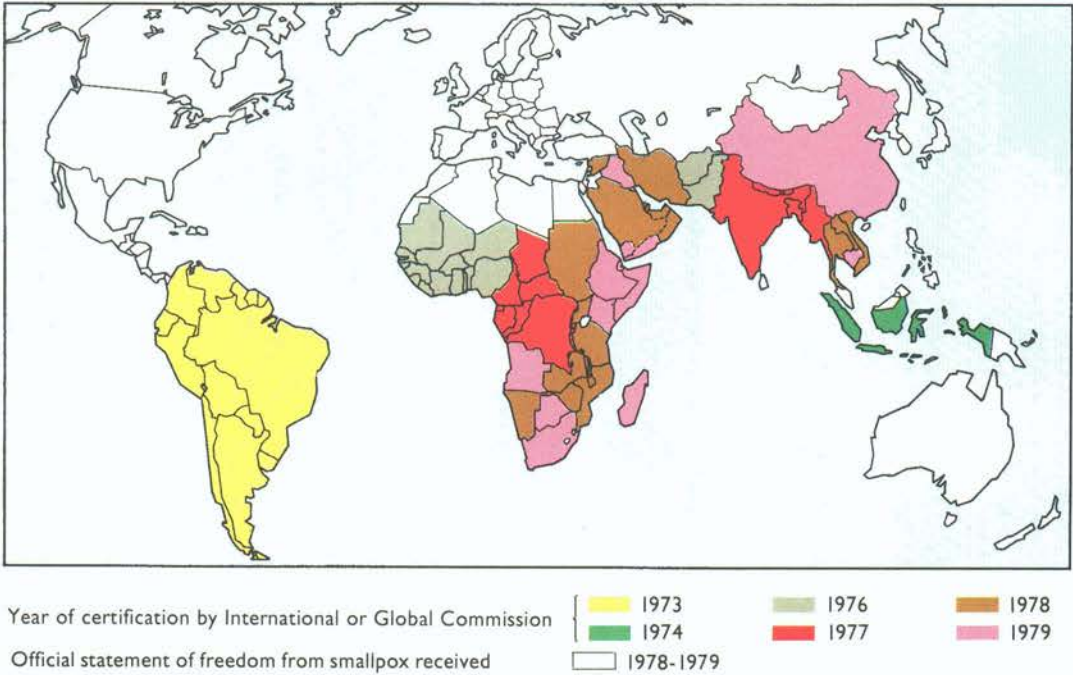 Year of certification by International or Global Commission
1973 1976 1978
1974 1977 1979
Official statement of freedom from smallpox received 1978-1979